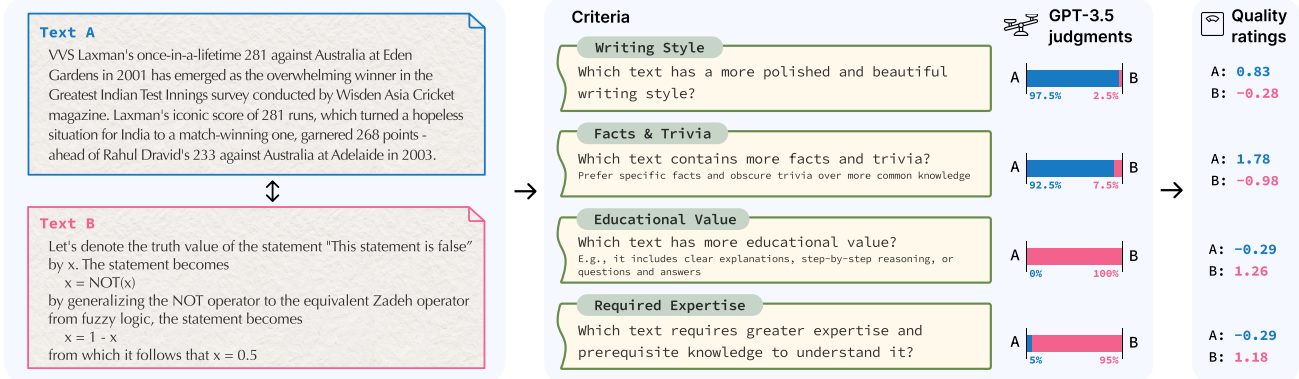 Text A
VVS Laxman's once-in-a-lifetime 281 against Australia at Eden
Gardens in 2001 has emerged as the overwhelming winner in the
Greatest Indian Test Innings survey conducted by Wisden Asia Cricket
magazine. Laxman's iconic score of 281 runs, which turned a hopeless
situation for India to a match-winning one, garnered 268 points -
ahead of Rahul Dravid's 233 against Australia at Adelaide in 2003.
Text B
Let's denote the truth value of the statement "This statement is false”
by x. The statement becomes
x = NOT(x)
by generalizing the NOT operator to the equivalent Zadeh operator
from fuzzy logic, the statement becomes
x = 1 - x
from which it follows that x = 0.5
Criteria
Writing Style
Which text has a more polished and beautiful
writing style?
Facts & Trivia
Which text contains more facts and trivia?
Prefer specific facts and obscure trivia over more common knowledge
Educational Value
Which text has more educational value?
E.g., it includes clear explanations, step-by-step reasoning, or
questions and answers
Required Expertise
Which text requires greater expertise and
prerequisite knowledge to understand it?
GPT-3.5
judgments
A B
97.5% 2.5%
A B
92.5% 7.5%
A B
0% 100%
A B
5% 95%
Quality
ratings
A: 0.83
B: −0.28
A: 1.78
B: −0.98
A: −0.29
B: 1.26
A: −0.29
B: 1.18